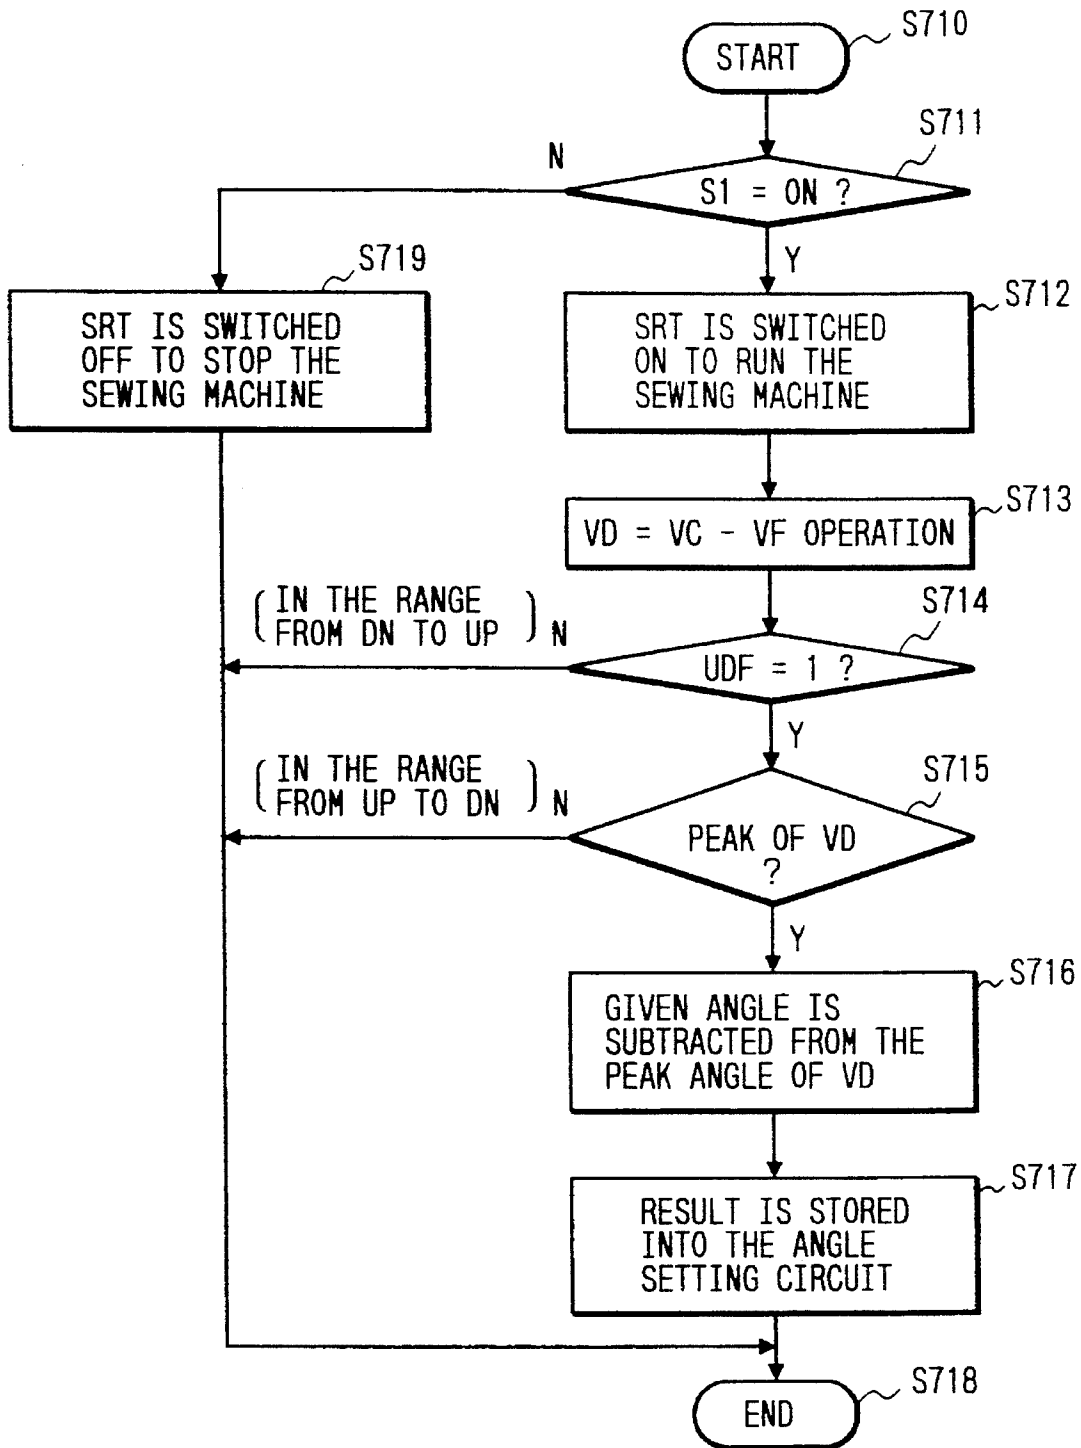 START
S710
S711
N
S1 = ON ?
Y
S719
SRT IS SWITCHED
OFF TO STOP THE
SEWING MACHINE
S712
SRT IS SWITCHED
ON TO RUN THE
SEWING MACHINE
S713
VD = VC - VF OPERATION
(IN THE RANGE
FROM DN TO UP) N
S714
UDF = 1 ?
Y
(IN THE RANGE
FROM UP TO DN) N
S715
PEAK OF VD
?
Y
S716
GIVEN ANGLE IS
SUBTRACTED FROM THE
PEAK ANGLE OF VD
S717
RESULT IS STORED
INTO THE ANGLE
SETTING CIRCUIT
S718
END